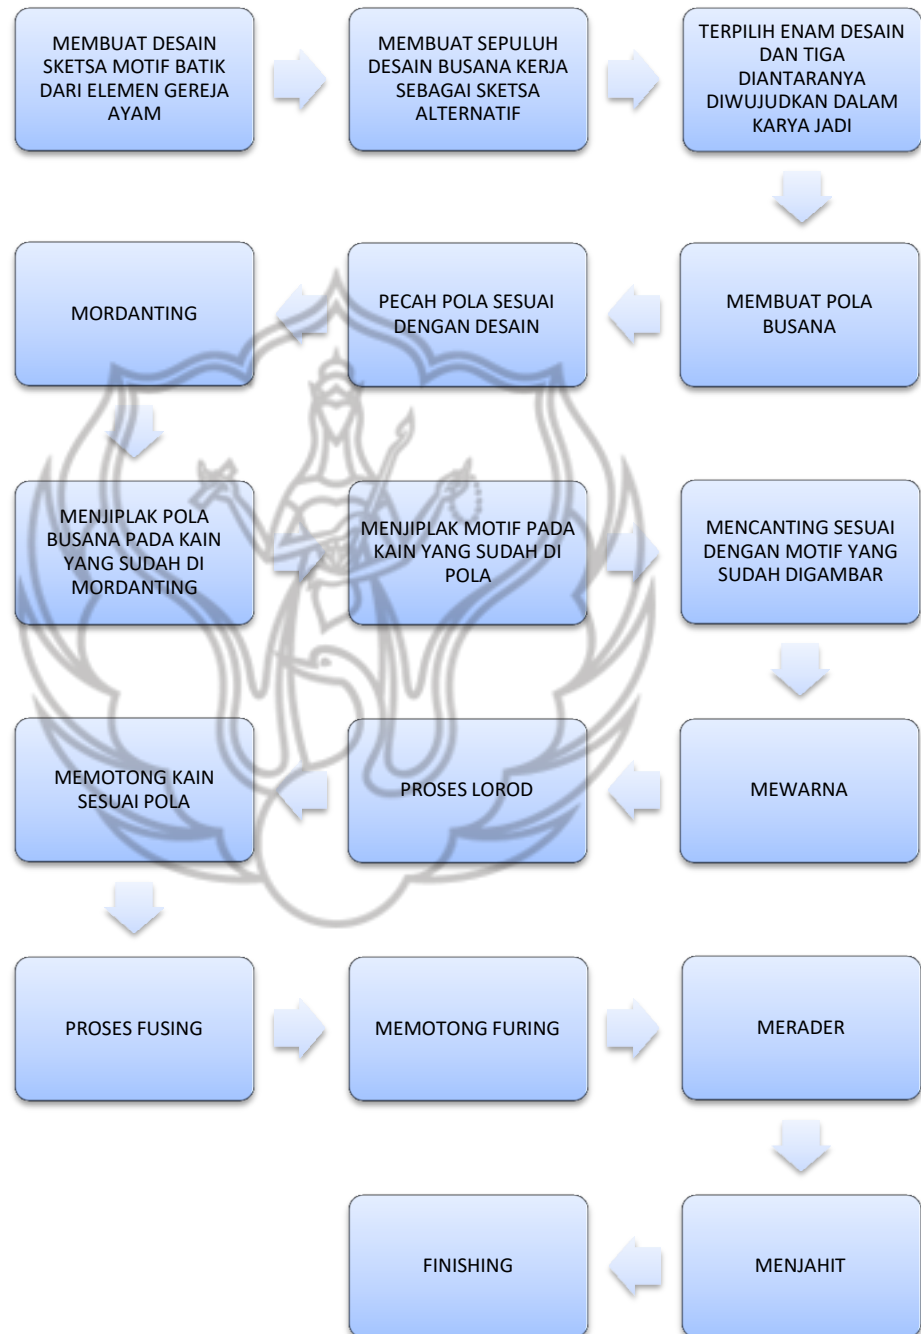 MEMBUAT DESAIN
SKETSA MOTIF BATIK
DARI ELEMEN GEREJA
AYAM
MEMBUAT SEPULUH
DESAIN BUSANA KERJA
SEBAGAI SKETSA
ALTERNATIF
TERPILIH ENAM DESAIN
DAN TIGA
DIANTARANYA
DIWUJUDKAN DALAM
KARYA JADI
MEMBUAT POLA
BUSANA
PECAH POLA SESUAI
DENGAN DESAIN
MORDANTING
MENJIPLAK POLA
BUSANA PADA KAIN
YANG SUDAH DI
MORDANTING
MENJIPLAK MOTIF PADA
KAIN YANG SUDAH DI
POLA
MENCANTING SESUAI
DENGAN MOTIF YANG
SUDAH DIGAMBAR
MEWARNA
PROSES LOROD
MEMOTONG KAIN
SESUAI POLA
PROSES FUSING
MEMOTONG FURING
MERADER
MENJAHIT
FINISHING